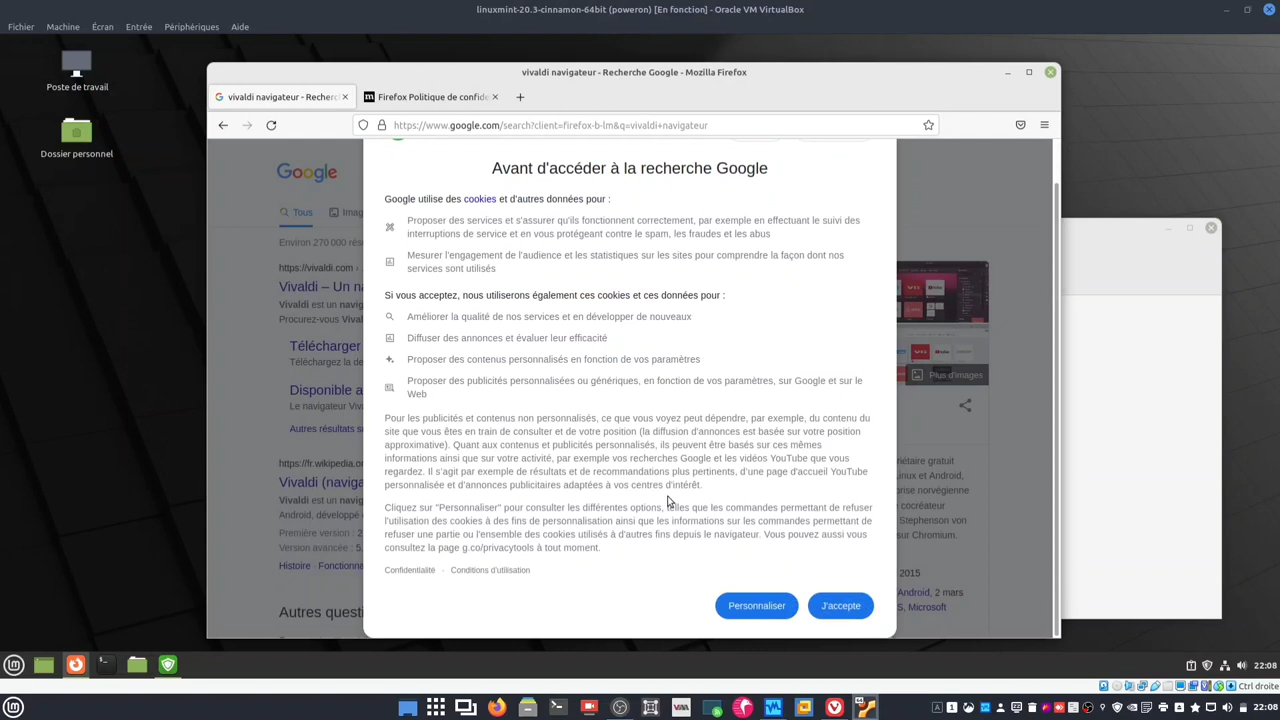 linuxmint-20.3-cinnamon-64bit (poweron) [En fonction] - Oracle VM VirtualBox
Fichier Machine Écran Entrée Périphériques Aide
Poste de travail
Dossier personnel
vivaldi navigateur - Recherche Google - Mozilla Firefox
vivaldi navigateur - Recherc
Firefox Politique de confide
https://www.google.com/search?client=firefox-b-lm&q=vivaldi+navigateur
Google
Tous
Imag
Environ 270 000 résu
https://vivaldi.com ›
Vivaldi – Un n
Vivaldi est un navig
Procurez-vous Vival
Télécharger
Téléchargez la de
Disponible a
Le navigateur Viva
Autres résultats s
https://fr.wikipedia.or
Vivaldi (naviga
Vivaldi est un navig
Android, développé
Première version : 2
Version avancée : 5.
Histoire · Fonctionna
Autres questi
Avant d'accéder à la recherche Google
Google utilise des cookies et d'autres données pour :
Proposer des services et s'assurer qu'ils fonctionnent correctement, par exemple en effectuant le suivi des
interruptions de service et en vous protégeant contre le spam, les fraudes et les abus
Mesurer l'engagement de l'audience et les statistiques sur les sites pour comprendre la façon dont nos
services sont utilisés
Si vous acceptez, nous utiliserons également ces cookies et ces données pour :
Améliorer la qualité de nos services et en développer de nouveaux
Diffuser des annonces et évaluer leur efficacité
Proposer des contenus personnalisés en fonction de vos paramètres
Proposer des publicités personnalisées ou génériques, en fonction de vos paramètres, sur Google et sur le
Web
Pour les publicités et contenus non personnalisés, ce que vous voyez peut dépendre, par exemple, du contenu du
site que vous êtes en train de consulter et de votre position (la diffusion d'annonces est basée sur votre position
approximative). Quant aux contenus et publicités personnalisés, ils peuvent être basés sur ces mêmes
informations ainsi que sur votre activité, par exemple vos recherches Google et les vidéos YouTube que vous
regardez. Il s'agit par exemple de résultats et de recommandations plus pertinents, d'une page d'accueil YouTube
personnalisée et d'annonces publicitaires adaptées à vos centres d'intérêt.
Cliquez sur "Personnaliser" pour consulter les différentes options, telles que les commandes permettant de refuser
l'utilisation des cookies à des fins de personnalisation ainsi que les informations sur les commandes permettant de
refuser une partie ou l'ensemble des cookies utilisés à d'autres fins depuis le navigateur. Vous pouvez aussi vous
consultez la page g.co/privacytools à tout moment.
Confidentialité · Conditions d'utilisation
Personnaliser
J'accepte
Plus d'images
riétaire gratuit
Linux et Android,
prise norvégienne
cocréateur
Stephenson von
sur Chromium.
2015
Android, 2 mars
S, Microsoft
22:08
Ctrl droite
22:08